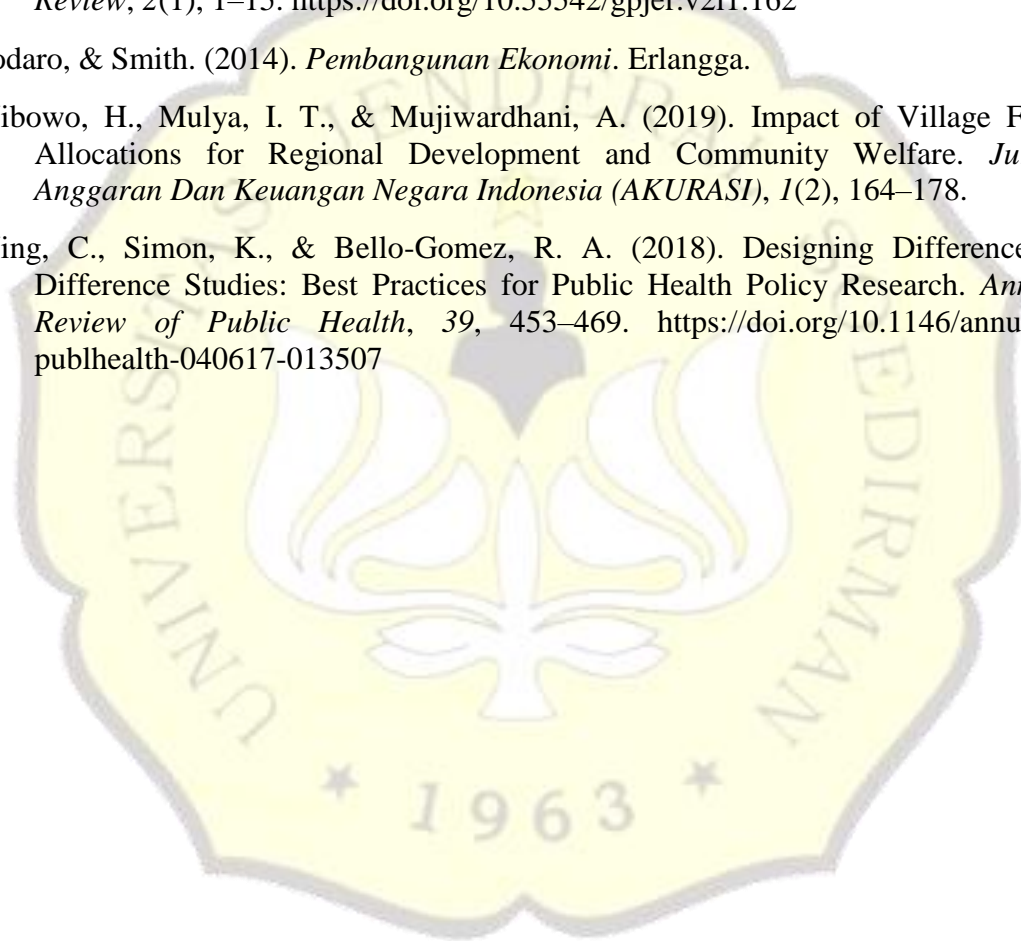 Review, 2(1), 1–15. https://doi.org/10.55342/gpjer.v2i1.162
odaro, & Smith. (2014). Pembangunan Ekonomi. Erlangga.
ibowo, H., Mulya, I. T., & Mujiwardhani, A. (2019). Impact of Village F
Allocations for Regional Development and Community Welfare. Ju
Anggaran Dan Keuangan Negara Indonesia (AKURASI), 1(2), 164–178.
ing, C., Simon, K., & Bello-Gomez, R. A. (2018). Designing Difference
Difference Studies: Best Practices for Public Health Policy Research. Ann
Review of Public Health, 39, 453–469. https://doi.org/10.1146/annu
publhealth-040617-013507
UNIVERSITAS JENDERAL SOEDIRMAN
★ 1963 ★